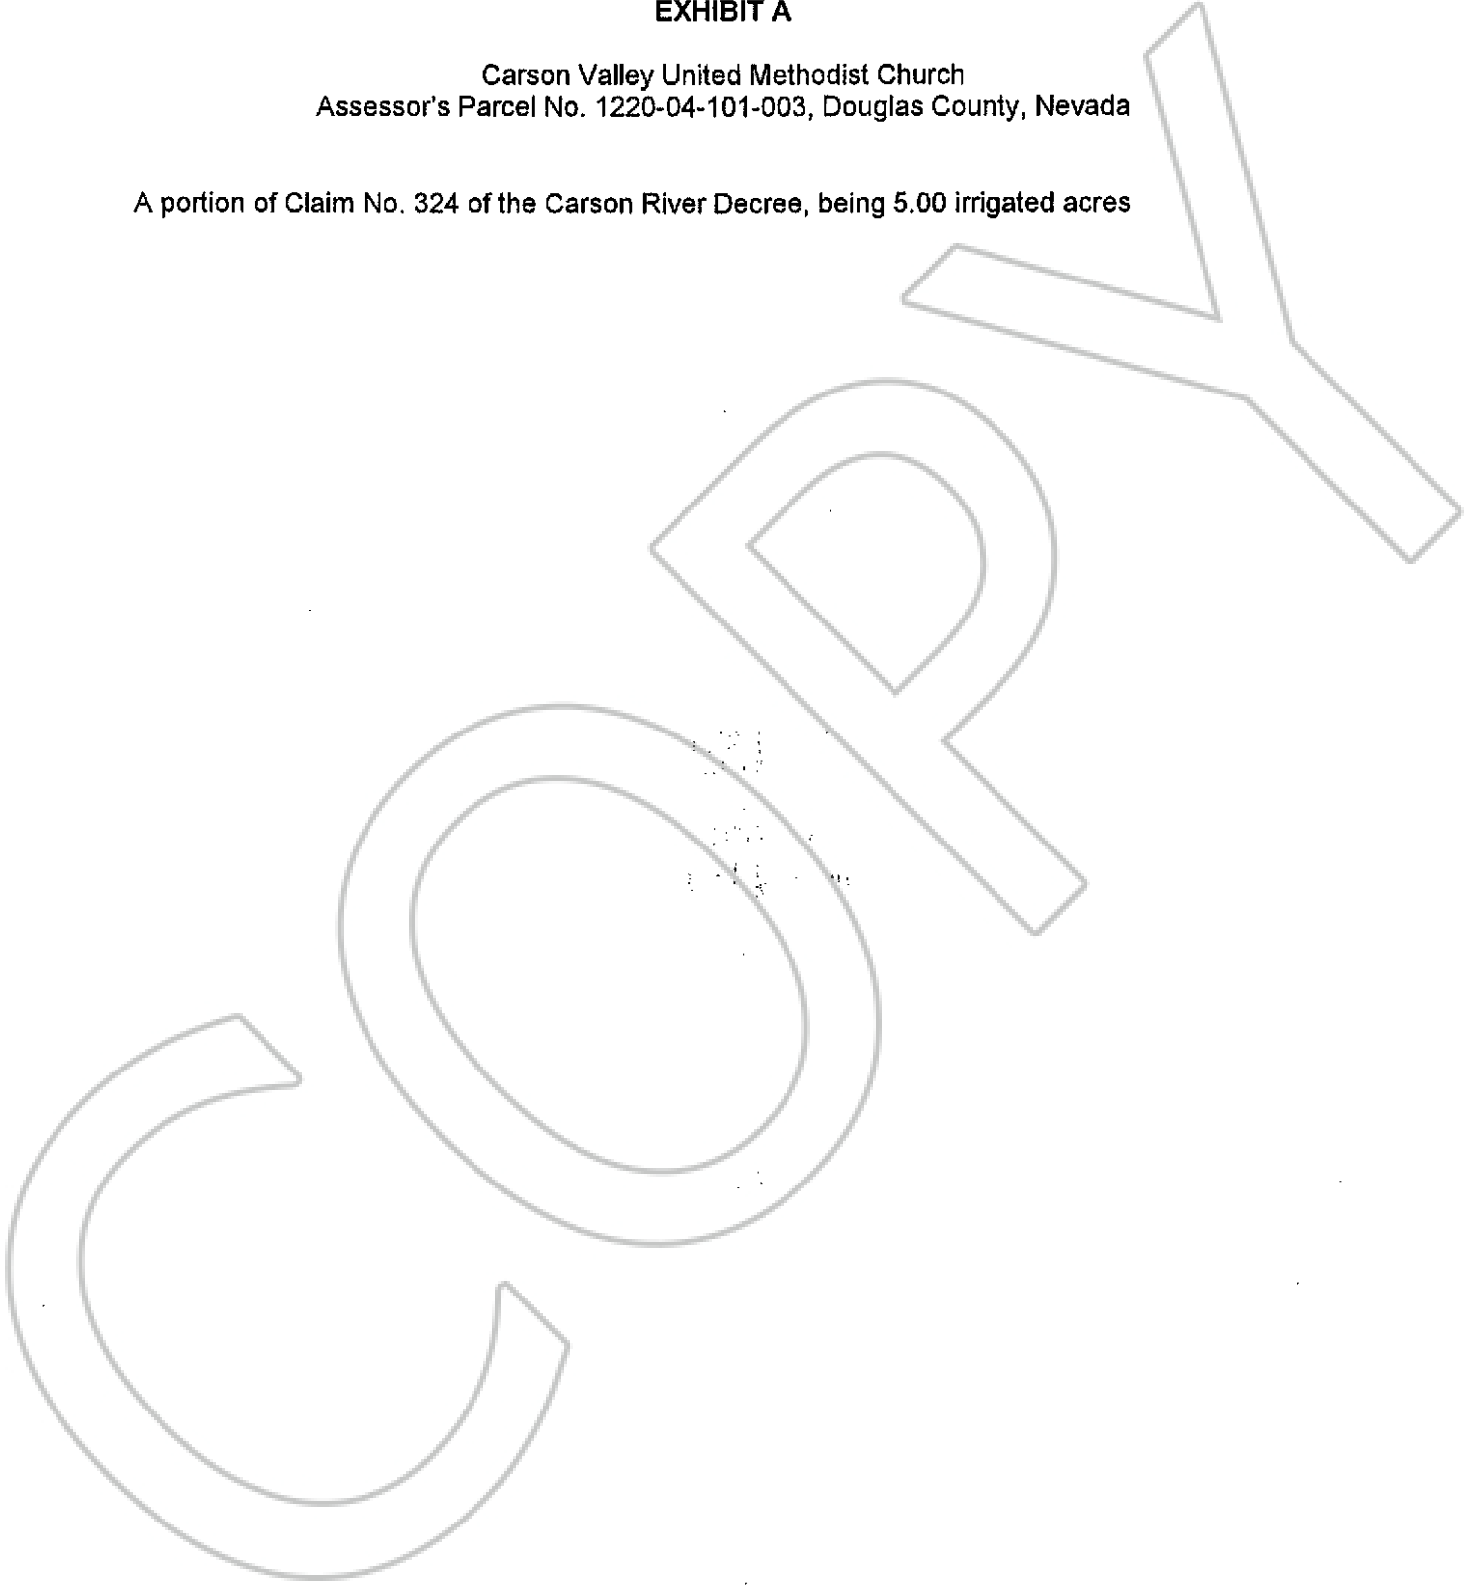 EXHIBIT A
Carson Valley United Methodist Church
Assessor's Parcel No. 1220-04-101-003, Douglas County, Nevada
A portion of Claim No. 324 of the Carson River Decree, being 5.00 irrigated acres
COPY